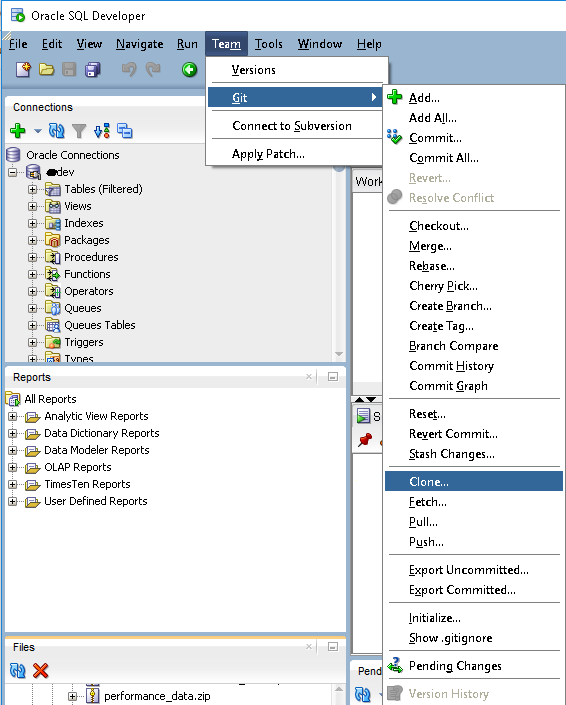 Oracle SQL Developer
File Edit View Navigate Run Team Tools Window Help
Versions
Git
Connect to Subversion
Apply Patch...
Add...
Add All...
Commit...
Commit All...
Revert...
Resolve Conflict
Checkout...
Merge...
Rebase...
Cherry Pick...
Create Branch...
Create Tag...
Branch Compare
Commit History
Commit Graph
Reset...
Revert Commit...
Stash Changes...
Clone...
Fetch...
Pull...
Push...
Export Uncommitted...
Export Committed...
Initialize...
Show .gitignore
Pending Changes
Version History
Connections
Oracle Connections
dev
Tables (Filtered)
Views
Indexes
Packages
Procedures
Functions
Operators
Queues
Queues Tables
Triggers
Types
Work
S
Reports
All Reports
Analytic View Reports
Data Dictionary Reports
Data Modeler Reports
OLAP Reports
TimesTen Reports
User Defined Reports
Files
performance_data.zip
Pend